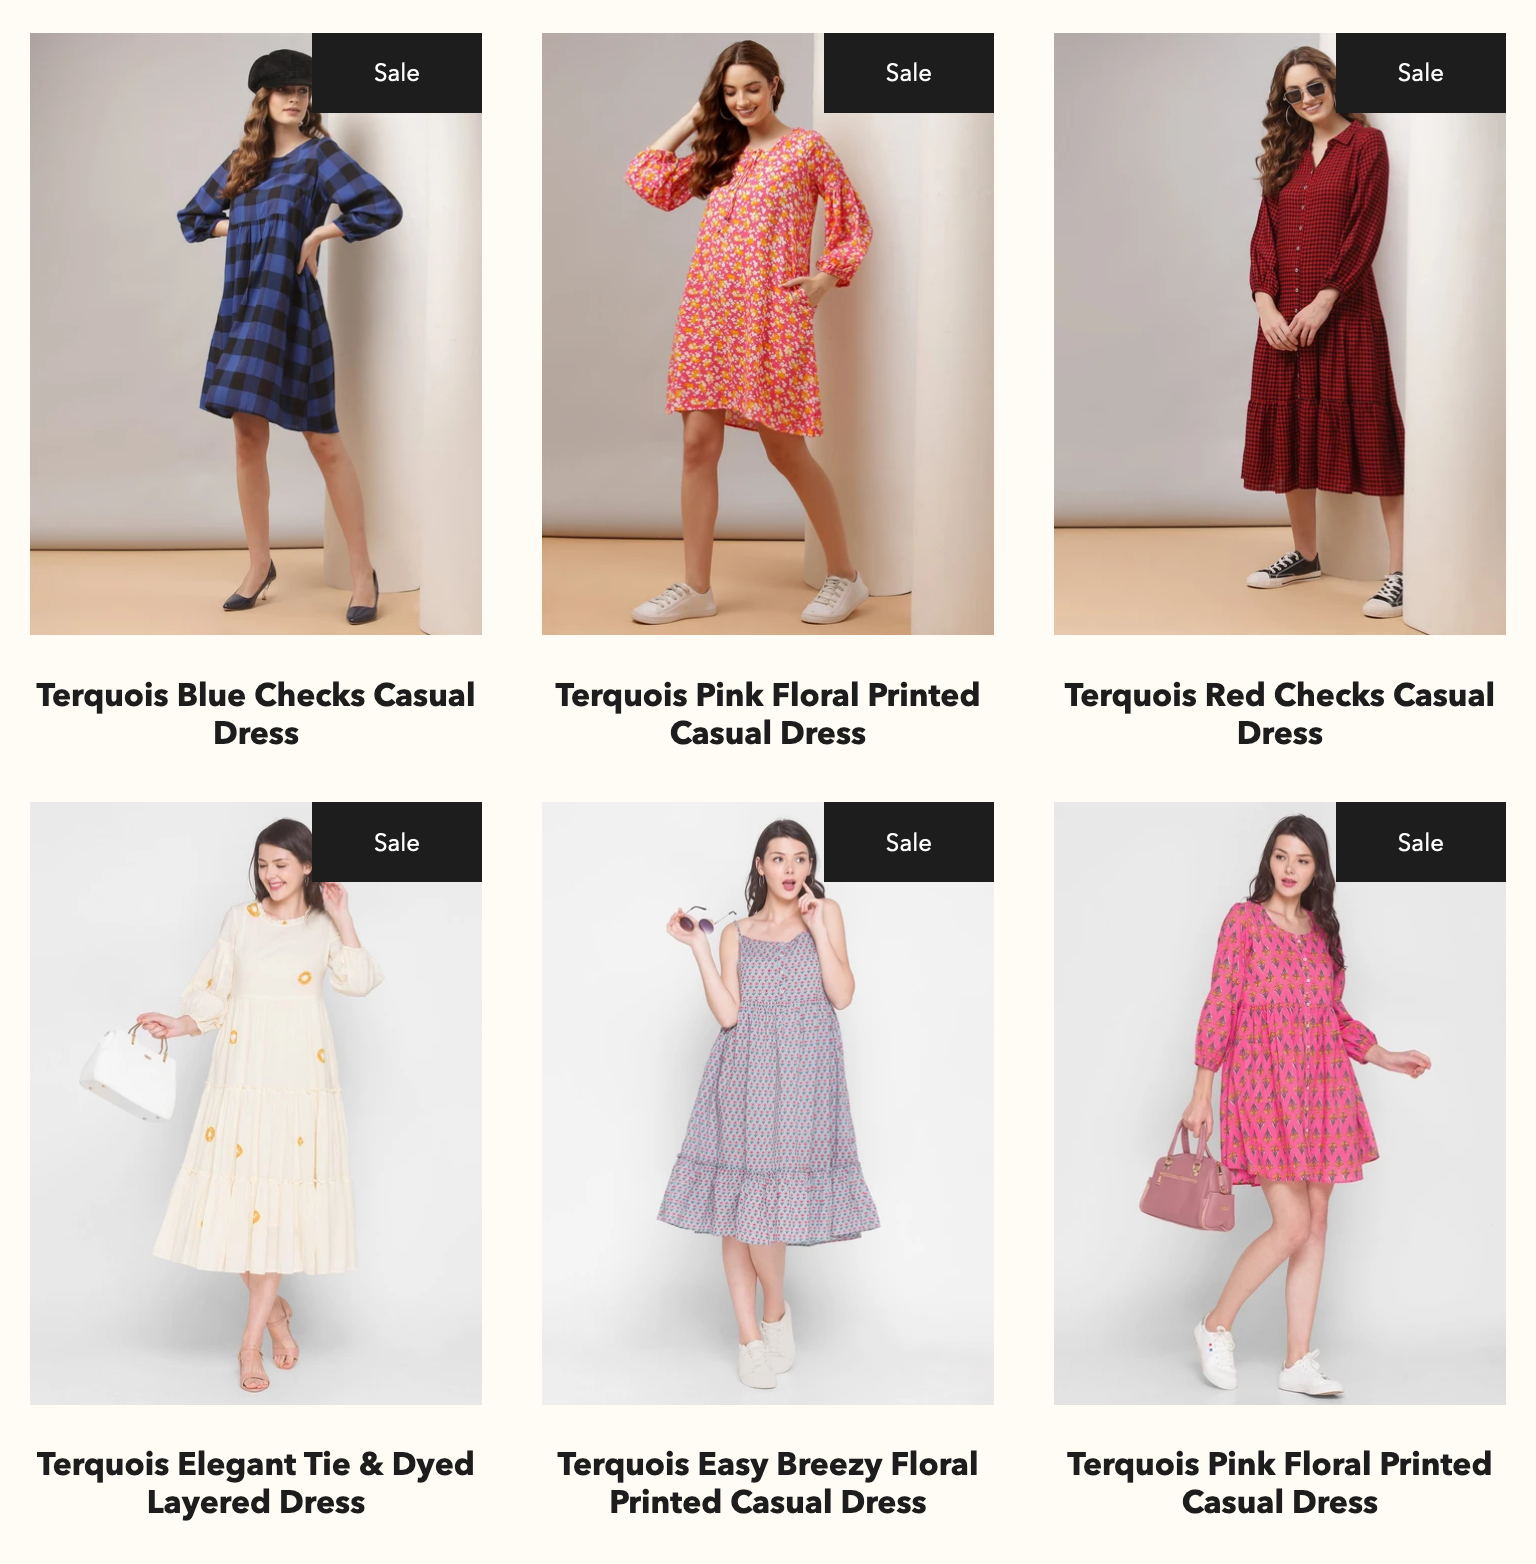 Sale
Sale
Sale
Terquois Blue Checks Casual
Dress
Terquois Pink Floral Printed
Casual Dress
Terquois Red Checks Casual
Dress
Sale
Sale
Sale
Terquois Elegant Tie & Dyed
Layered Dress
Terquois Easy Breezy Floral
Printed Casual Dress
Terquois Pink Floral Printed
Casual Dress